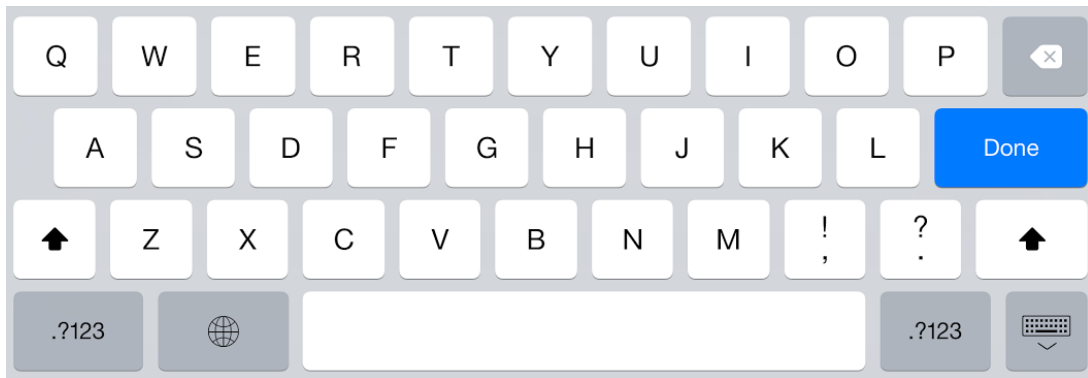 Q W E R T Y U I O P
A S D F G H J K L Done
Z X C V B N M ! , ? .
.?123 .?123